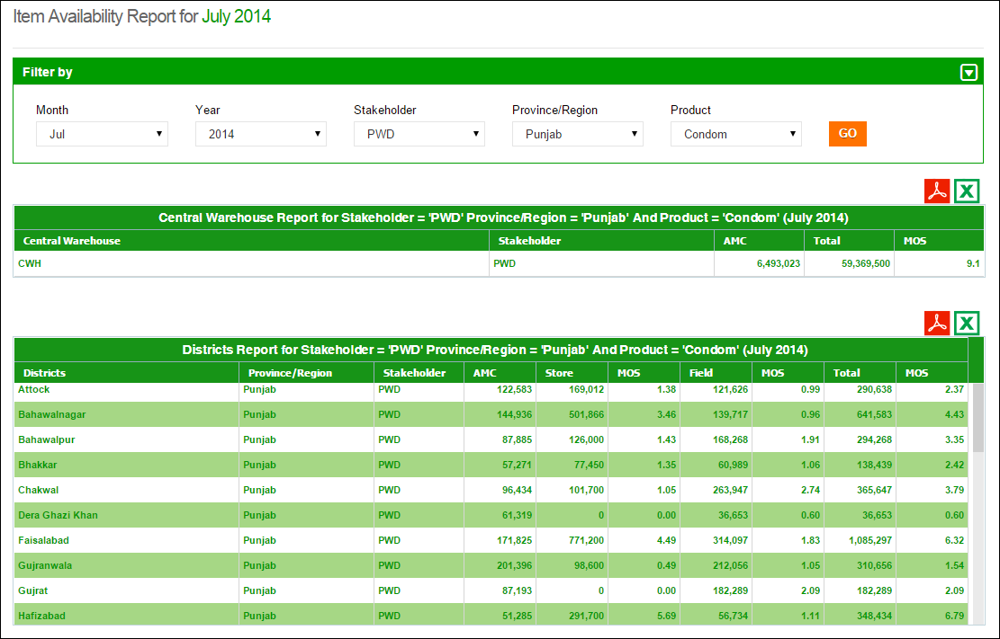 Item Availability Report for July 2014
Filter by
Month Year Stakeholder Province/Region Product
Jul 2014 PWD Punjab Condom GO
Central Warehouse Report for Stakeholder = 'PWD' Province/Region = 'Punjab' And Product = 'Condom' (July 2014)
Central Warehouse Stakeholder AMC Total MOS
CWH PWD 6,493,023 59,369,500 9.1
Districts Report for Stakeholder = 'PWD' Province/Region = 'Punjab' And Product = 'Condom' (July 2014)
Districts Province/Region Stakeholder AMC Store MOS Field MOS Total MOS
Attock Punjab PWD 122,583 169,012 1.38 121,626 0.99 290,638 2.37
Bahawalnagar Punjab PWD 144,936 501,866 3.46 139,717 0.96 641,583 4.43
Bahawalpur Punjab PWD 87,885 126,000 1.43 168,268 1.91 294,268 3.35
Bhakkar Punjab PWD 57,271 77,450 1.35 60,989 1.06 138,439 2.42
Chakwal Punjab PWD 96,434 101,700 1.05 263,947 2.74 365,647 3.79
Dera Ghazi Khan Punjab PWD 61,319 0 0.00 36,653 0.60 36,653 0.60
Faisalabad Punjab PWD 171,825 771,200 4.49 314,097 1.83 1,085,297 6.32
Gujranwala Punjab PWD 201,396 98,600 0.49 212,056 1.05 310,656 1.54
Gujrat Punjab PWD 87,193 0 0.00 182,289 2.09 182,289 2.09
Hafizabad Punjab PWD 51,285 291,700 5.69 56,734 1.11 348,434 6.79